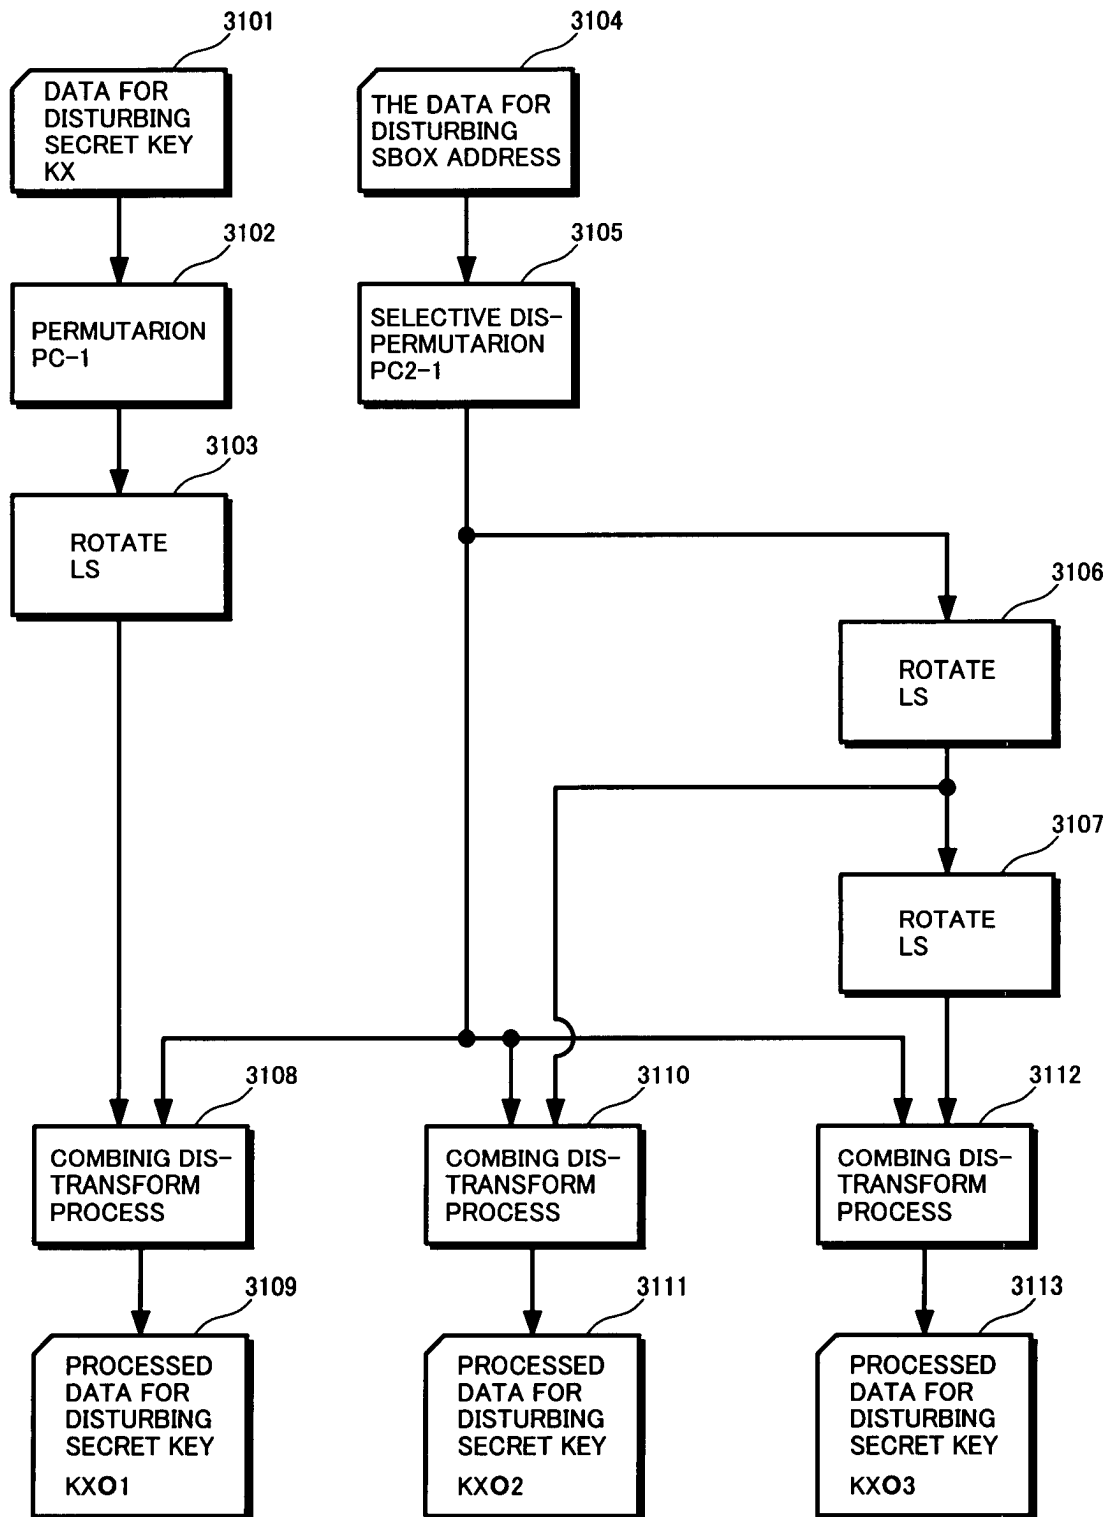 3101
DATA FOR
DISTURBING
SECRET KEY
KX
3104
THE DATA FOR
DISTURBING
SBOX ADDRESS
3102
PERMUTARION
PC-1
3105
SELECTIVE DIS-
PERMUTARION
PC2-1
3103
ROTATE
LS
3106
ROTATE
LS
3107
ROTATE
LS
3108
COMBINIG DIS-
TRANSFORM
PROCESS
3110
COMBING DIS-
TRANSFORM
PROCESS
3112
COMBING DIS-
TRANSFORM
PROCESS
3109
PROCESSED
DATA FOR
DISTURBING
SECRET KEY
KXO1
3111
PROCESSED
DATA FOR
DISTURBING
SECRET KEY
KXO2
3113
PROCESSED
DATA FOR
DISTURBING
SECRET KEY
KXO3